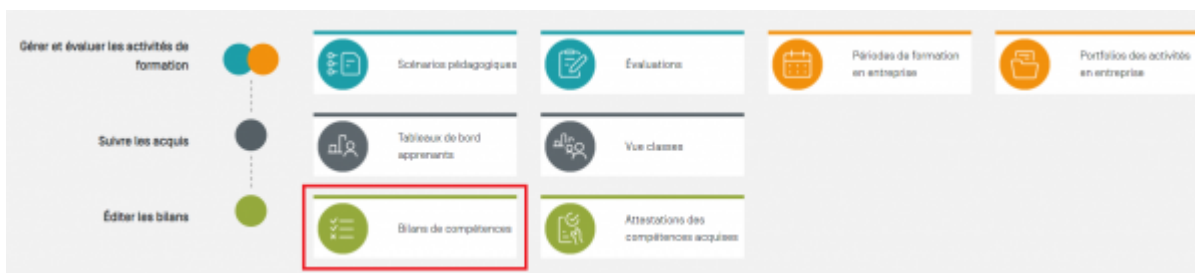 Gérer et évaluer les activités de
formation
Scénarios pédagogiques
Évaluations
Périodes de formation
en entreprise
Portfolios des activités
en entreprise
Suivre les acquis
Tableaux de bord
apprenants
Vue classes
Éditer les bilans
Bilans de compétences
Attestations des
compétences acquises